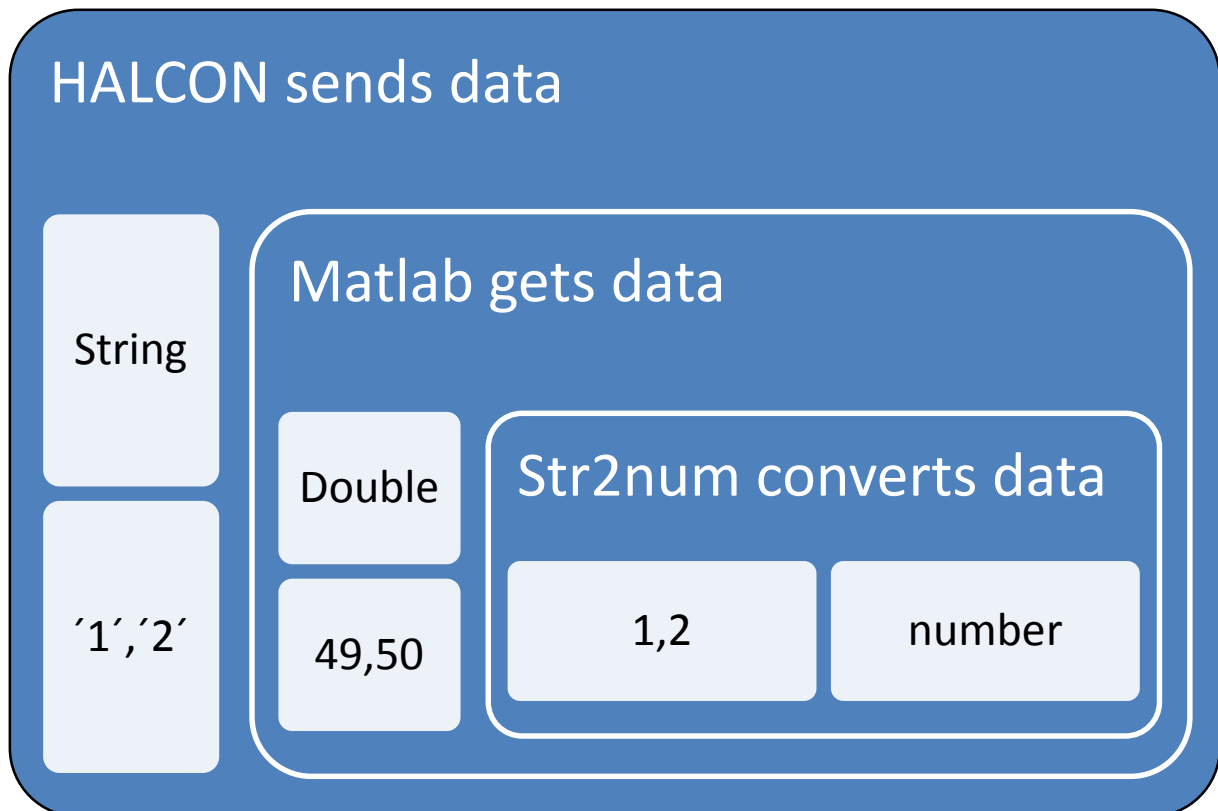 HALCON sends data
String
´1´,´2´
Matlab gets data
Double
49,50
Str2num converts data
1,2
number